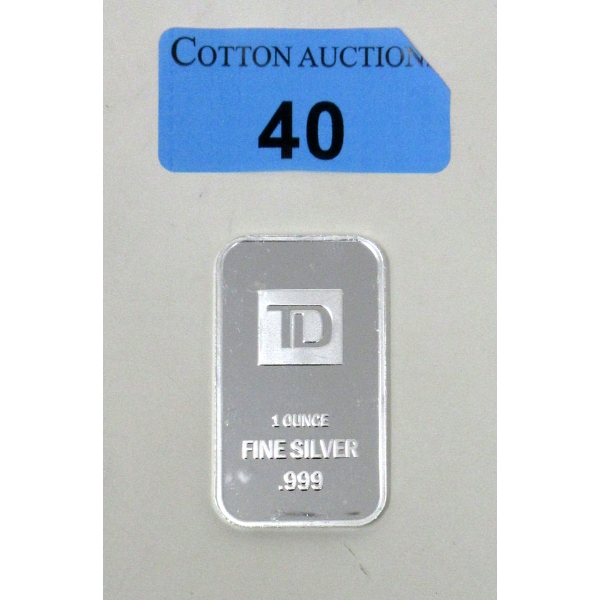 COTTON AUCTION
40
TD
1 OUNCE
FINE SILVER
.999